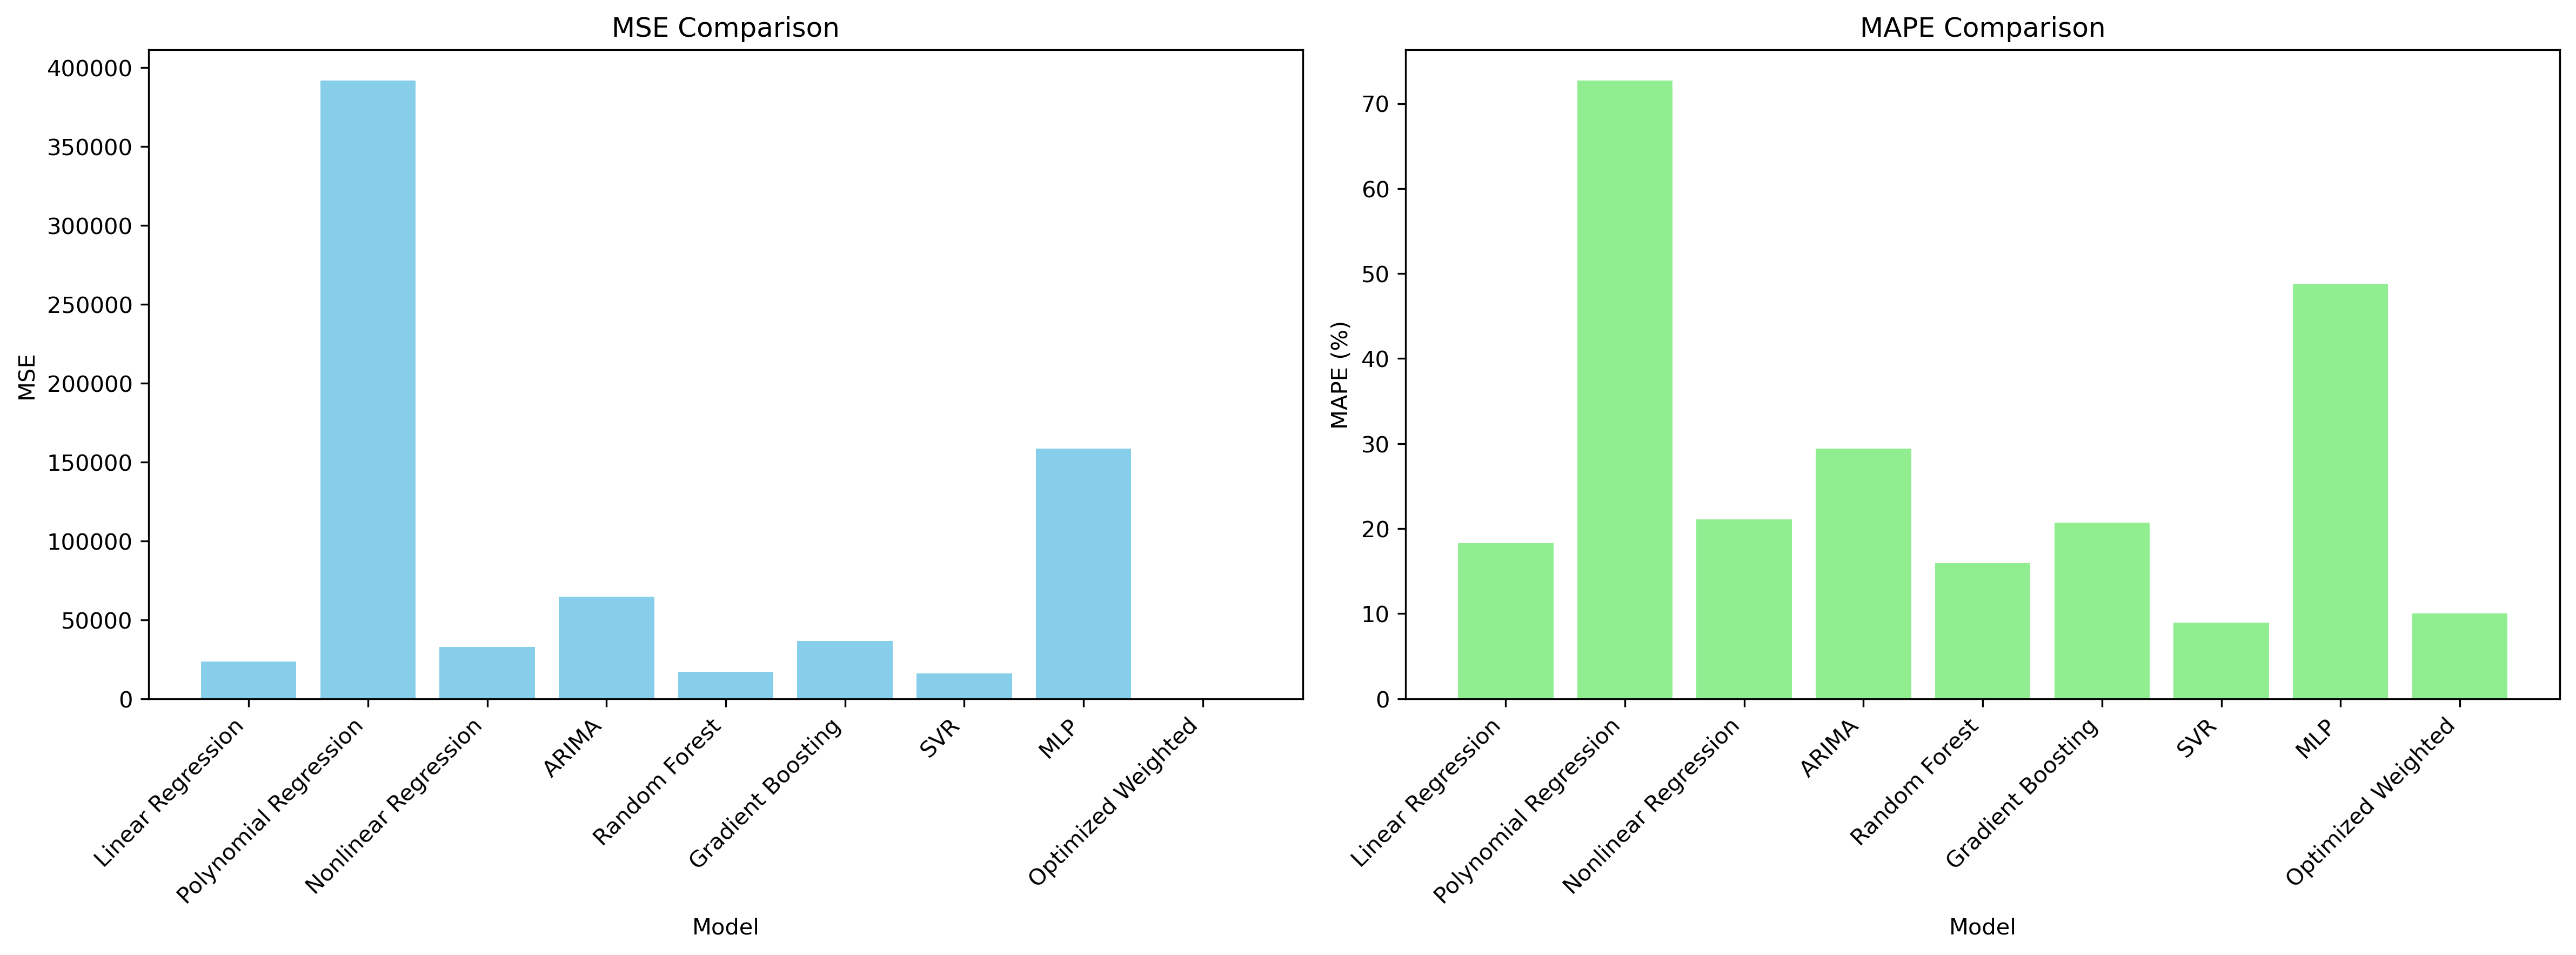 MSE Comparison
MSE
400000
350000
300000
250000
200000
150000
100000
50000
0
Linear Regression
Polynomial Regression
Nonlinear Regression
ARIMA
Random Forest
Gradient Boosting
SVR
MLP
Optimized Weighted
Model
MAPE Comparison
MAPE (%)
70
60
50
40
30
20
10
0
Linear Regression
Polynomial Regression
Nonlinear Regression
ARIMA
Random Forest
Gradient Boosting
SVR
MLP
Optimized Weighted
Model